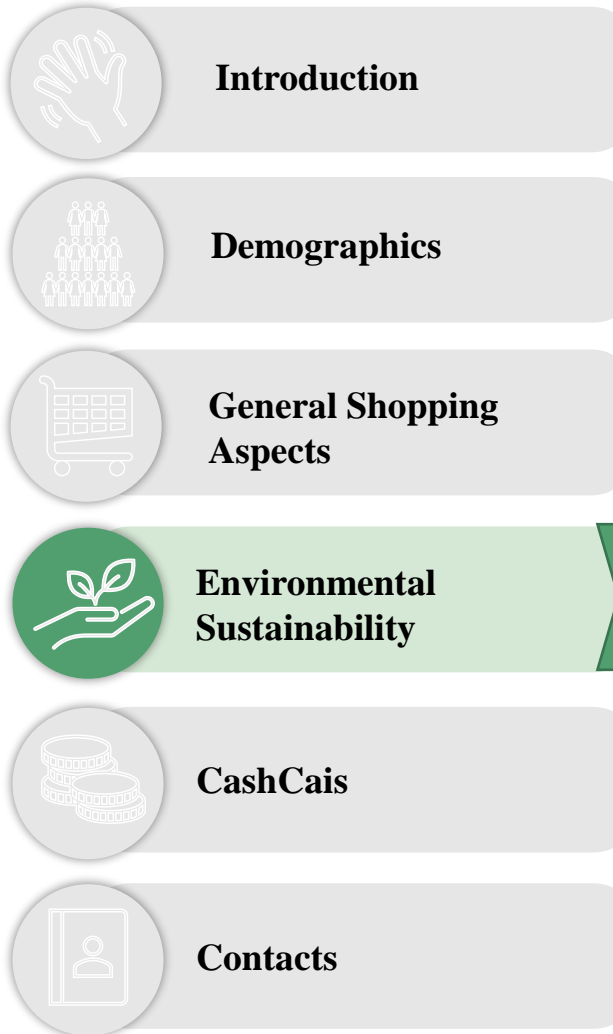 Introduction
Demographics
General Shopping
Aspects
Environmental
Sustainability
CashCais
Contacts